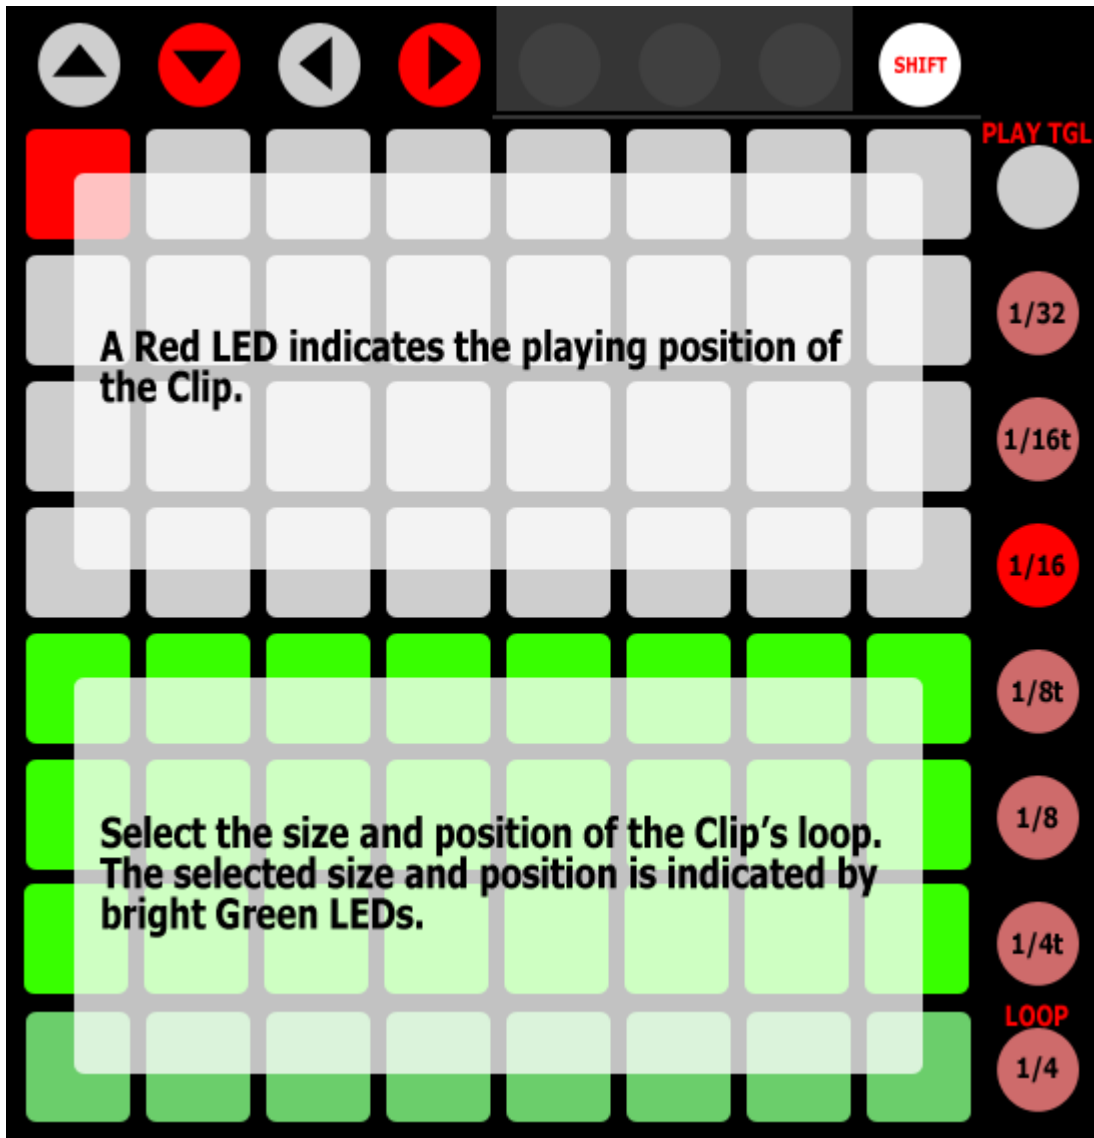 SHIFT
PLAY TGL
1/32
A Red LED indicates the playing position of
the Clip.
1/16t
1/16
1/8t
Select the size and position of the Clip’s loop.
The selected size and position is indicated by
bright Green LEDs.
1/8
1/4t
LOOP
1/4